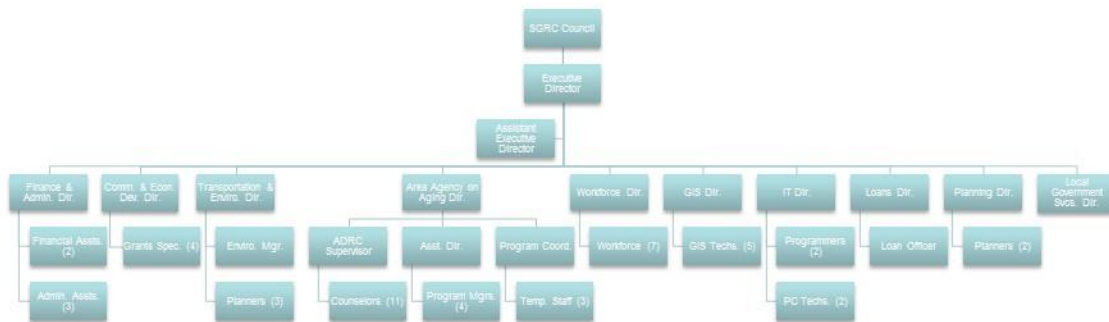 SGRC Council
Executive
Director
Assistant
Executive
Director
Finance &
Admin. Dir.
Comm. & Econ.
Dev. Dir.
Transportation &
Enviro. Dir.
Area Agency on
Aging Dir.
Workforce Dir.
GIS Dir.
IT Dir.
Loans Dir.
Planning Dir.
Local
Government
Svcs. Dir.
Financial Assts.
(2)
Grants Spec. (4)
Enviro. Mgr.
ADRC
Supervisor
Asst. Dir.
Program Coord.
Workforce (7)
GIS Techs. (5)
Programmers
(2)
Loan Officer
Planners (2)
Admin. Assts.
(3)
Planners (3)
Counselors (11)
Program Mgrs.
(4)
Temp. Staff (3)
PC Techs. (2)